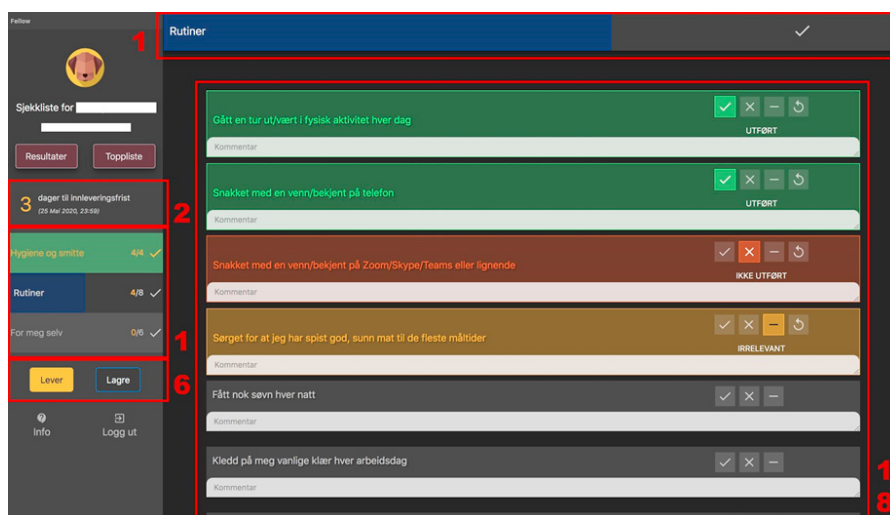 Fellow
1
Rutiner
Sjekkliste for
Resultater
Toppliste
3 dager til innleveringsfrist
(25 Mai 2020, 23:59)
2
Hygiene og smitte 4/4
Rutiner 4/8
For meg selv 0/6
1
Lever
Lagre
6
Info
Logg ut
Gått en tur ut/vært i fysisk aktivitet hver dag
UTFØRT
Kommentar
Snakket med en venn/bekjent på telefon
UTFØRT
Kommentar
Snakket med en venn/bekjent på Zoom/Skype/Teams eller lignende
IKKE UTFØRT
Kommentar
Sørget for at jeg har spist god, sunn mat til de fleste måltider
IRRELEVANT
Kommentar
Fått nok søvn hver natt
Kommentar
Kledd på meg vanlige klær hver arbeidsdag
Kommentar
1
8